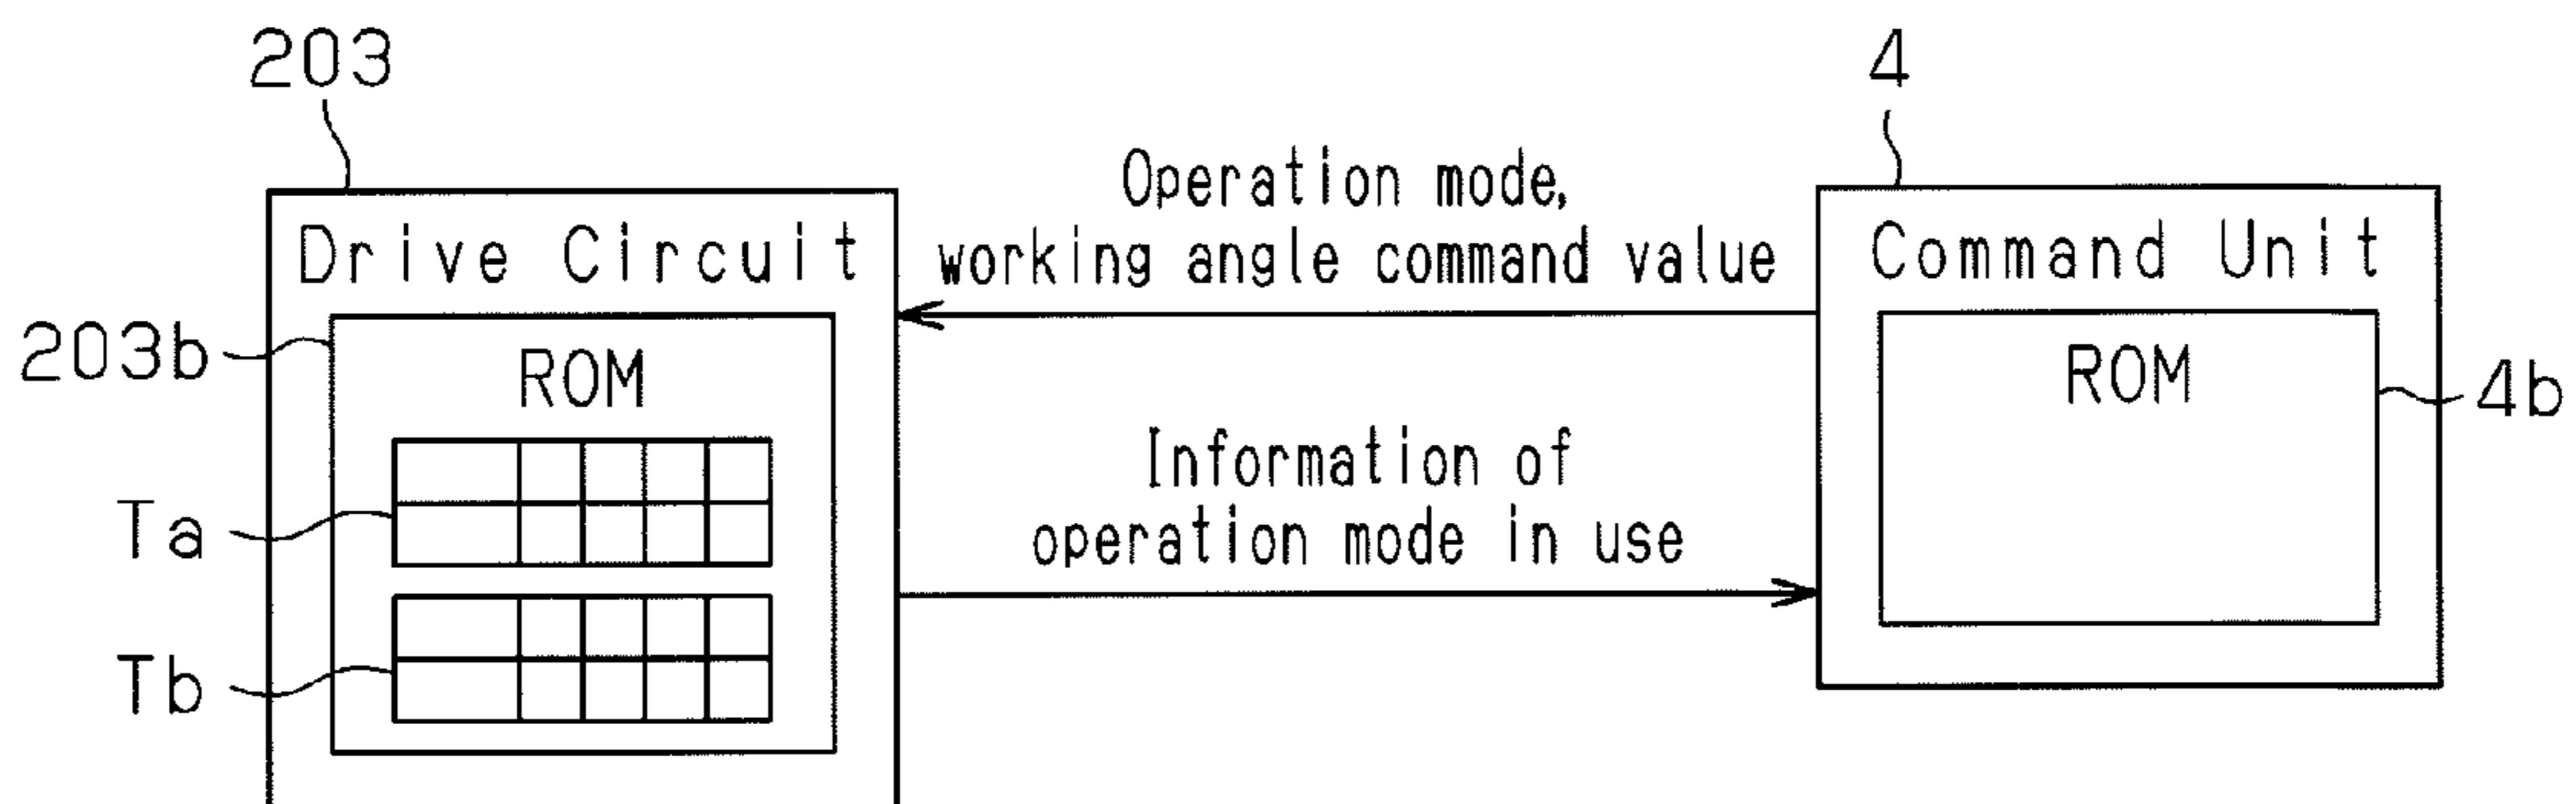 203
4
Operation mode,
working angle command value
Drive Circuit
Command Unit
203b
ROM
ROM
4b
Information of
operation mode in use
Ta
Tb